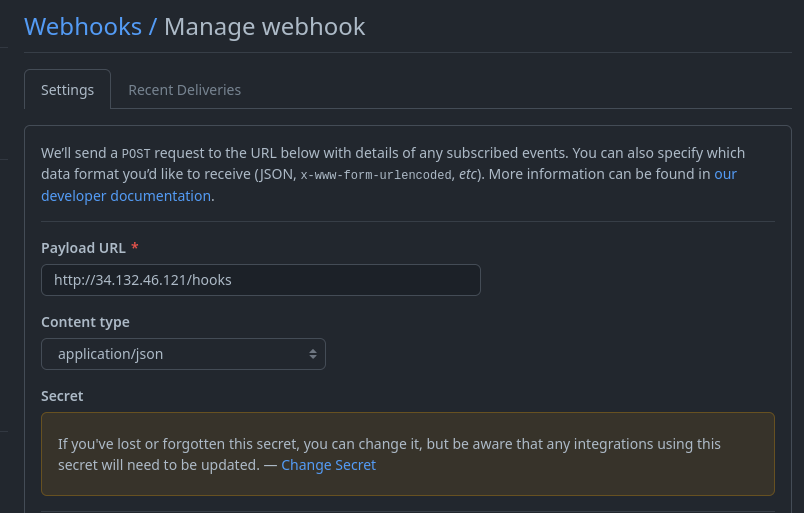 Webhooks / Manage webhook
Settings
Recent Deliveries
We’ll send a POST request to the URL below with details of any subscribed events. You can also specify which
data format you’d like to receive (JSON, x-www-form-urlencoded, etc). More information can be found in our
developer documentation.
Payload URL *
http://34.132.46.121/hooks
Content type
application/json
Secret
If you've lost or forgotten this secret, you can change it, but be aware that any integrations using this
secret will need to be updated. — Change Secret